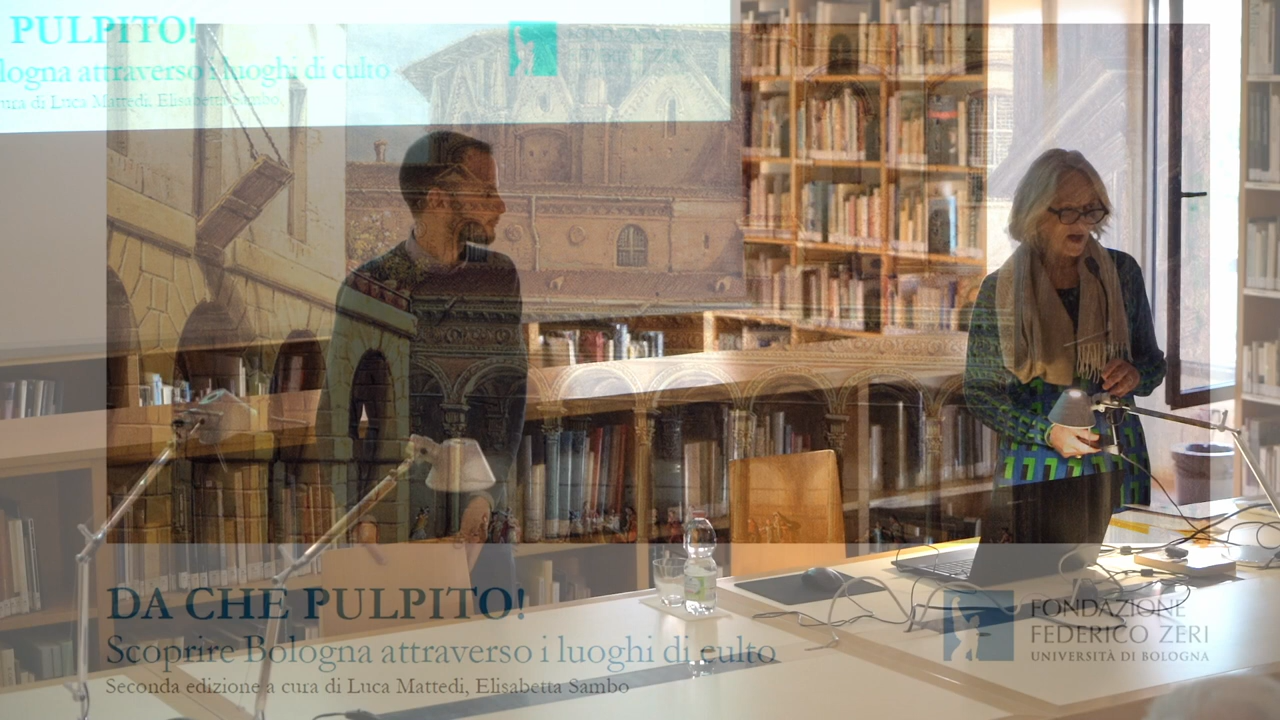 PULPITO!
logna attraverso i luoghi di culto
cura di Luca Mattedi, Elisabetta Sambo,
DA CHE PULPITO!
Scoprire Bologna attraverso i luoghi di culto
Seconda edizione a cura di Luca Mattedi, Elisabetta Sambo
FONDAZIONE
FEDERICO ZERI
UNIVERSITÀ DI BOLOGNA